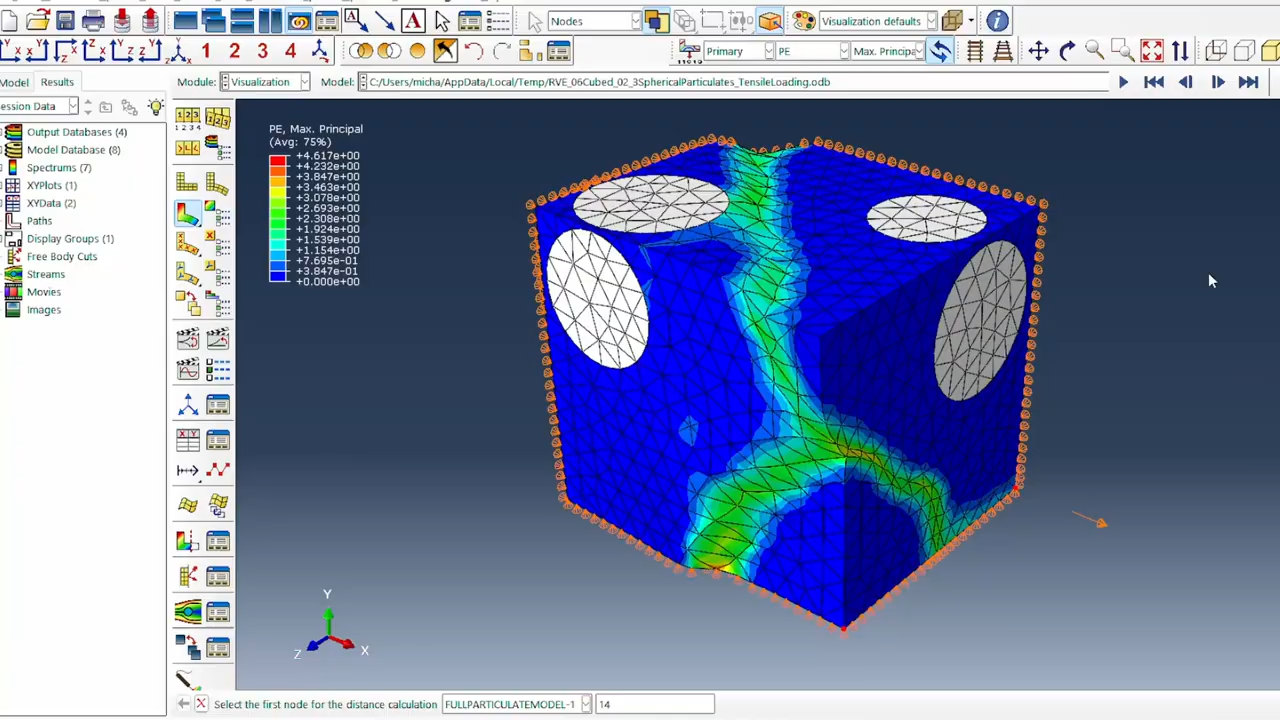 Nodes
Visualization defaults
1 2 3 4
Primary
PE
Max. Principa
Model
Results
Module:
Visualization
Model:
C:/Users/micha/AppData/Local/Temp/RVE_06Cubed_02_3SphericalParticulates_TensileLoading.odb
ession Data
Output Databases (4)
Model Database (8)
Spectrums (7)
XYPlots (1)
XYData (2)
Paths
Display Groups (1)
Free Body Cuts
Streams
Movies
Images
PE, Max. Principal
(Avg: 75%)
+4.617e+00
+4.232e+00
+3.847e+00
+3.463e+00
+3.078e+00
+2.693e+00
+2.308e+00
+1.924e+00
+1.539e+00
+1.154e+00
+7.695e-01
+3.847e-01
+0.000e+00
Y
Z
X
Select the first node for the distance calculation
FULLPARTICULATEMODEL-1
14